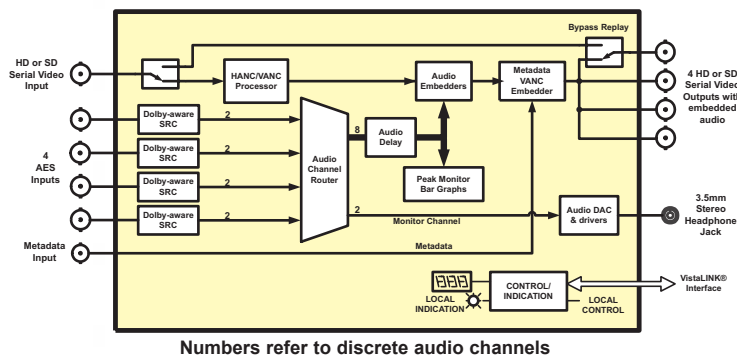 Bypass Replay
HD or SD
Serial Video
Input
HANC/VANC
Processor
Audio
Embedders
Metadata
VANC
Embedder
4 HD or SD
Serial Video
Outputs with
embedded
audio
Dolby-aware
SRC
2
Dolby-aware
SRC
2
Dolby-aware
SRC
2
Dolby-aware
SRC
2
4
AES
Inputs
Audio
Channel
Router
8
Audio
Delay
Peak Monitor
Bar Graphs
2
Monitor Channel
Audio DAC
& drivers
3.5mm
Stereo
Headphone
Jack
Metadata
Input
Metadata
LOCAL
INDICATION
CONTROL/
INDICATION
LOCAL
CONTROL
VistaLINK®
Interface
Numbers refer to discrete audio channels